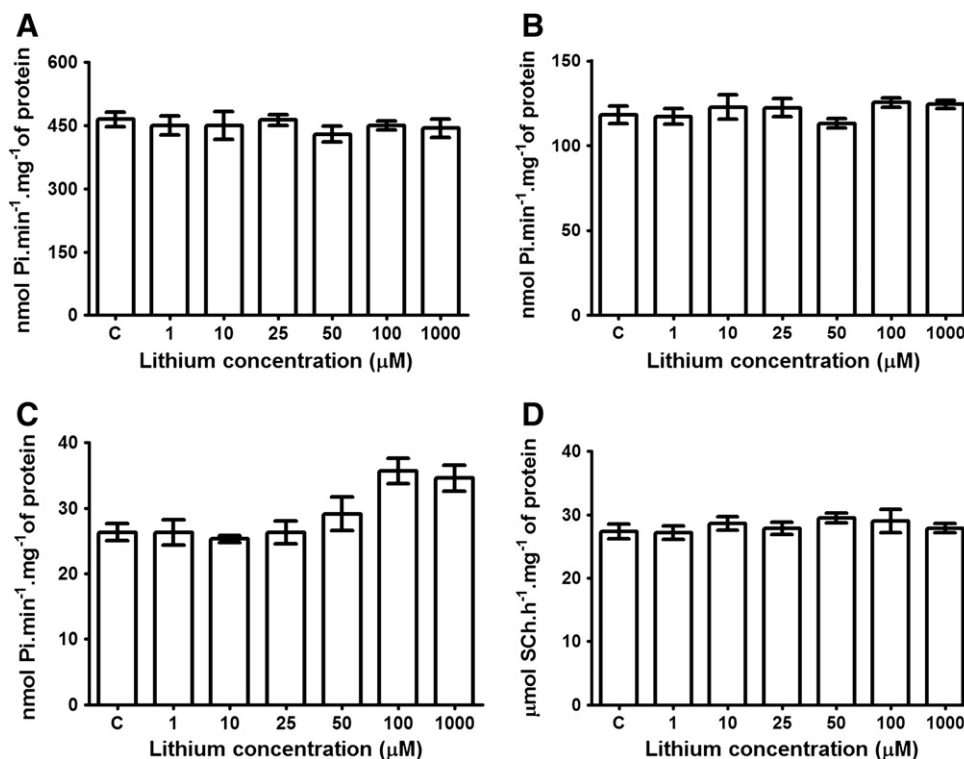 A
nmol Pi.min⁻¹.mg⁻¹of protein
600
450
300
150
0
C 1 10 25 50 100 1000
Lithium concentration (µM)
B
nmol Pi.min⁻¹.mg⁻¹of protein
150
100
50
0
C 1 10 25 50 100 1000
Lithium concentration (µM)
C
nmol Pi.min⁻¹.mg⁻¹of protein
40
30
20
10
0
C 1 10 25 50 100 1000
Lithium concentration (µM)
D
µmol SCh.h⁻¹.mg⁻¹ of protein
40
30
20
10
0
C 1 10 25 50 100 1000
Lithium concentration (µM)